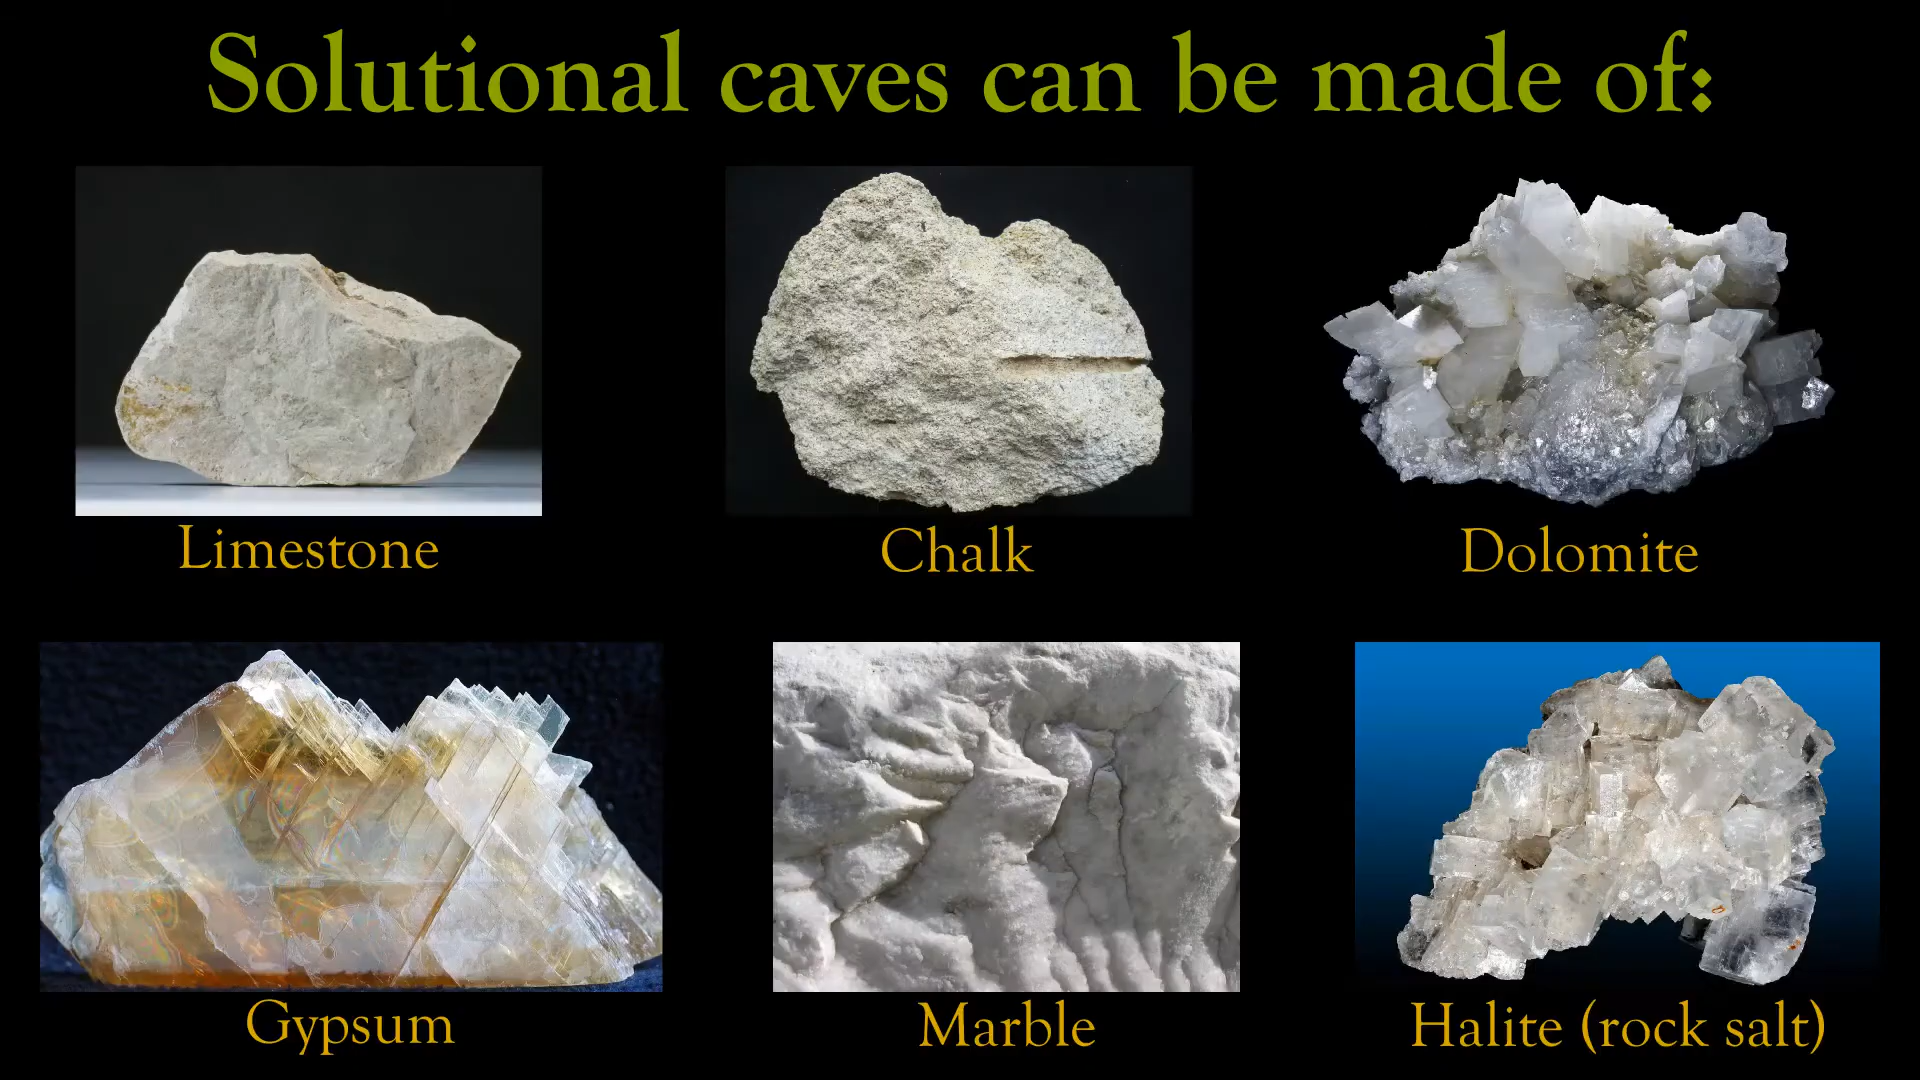 Solutional caves can be made of:
Limestone
Chalk
Dolomite
Gypsum
Marble
Halite (rock salt)